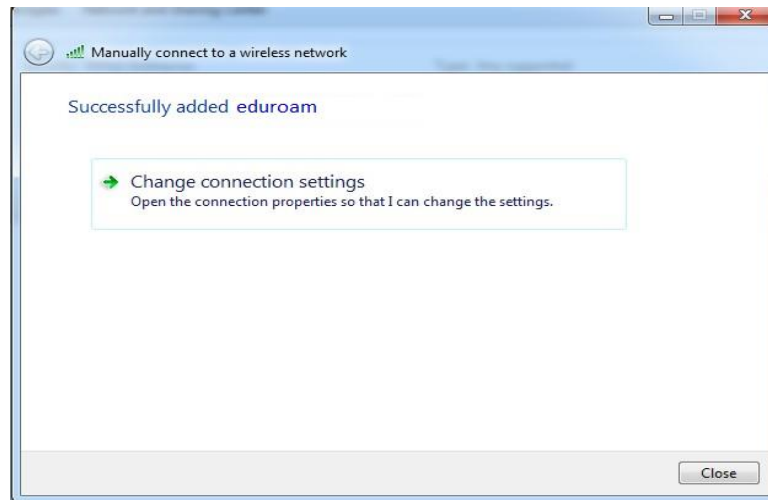 Manually connect to a wireless network
Successfully added eduroam
Change connection settings
Open the connection properties so that I can change the settings.
Close